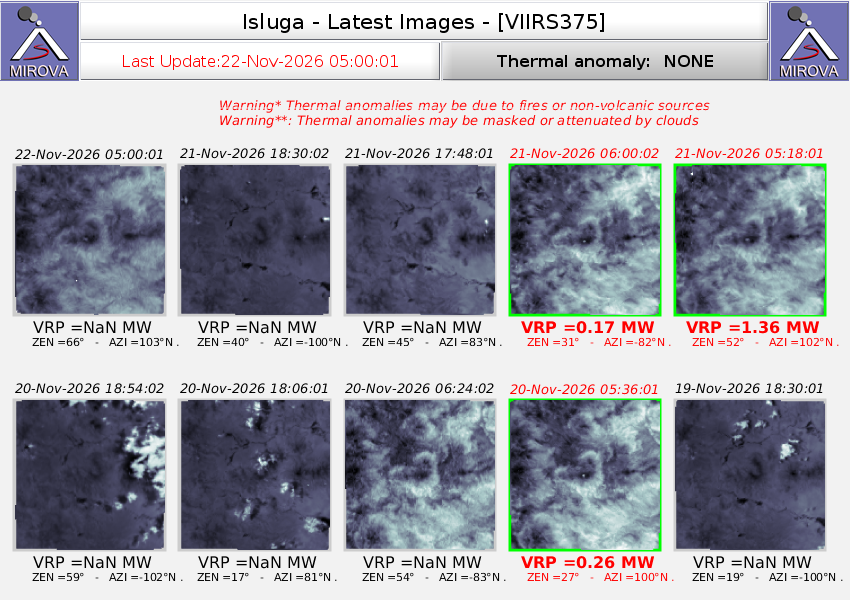 Isluga - Latest Images - [VIIRS375]
MIROVA
Last Update:22-Nov-2026 05:00:01
Thermal anomaly: NONE
MIROVA
Warning* Thermal anomalies may be due to fires or non-volcanic sources
Warning**: Thermal anomalies may be masked or attenuated by clouds
22-Nov-2026 05:00:01
21-Nov-2026 18:30:02
21-Nov-2026 17:48:01
21-Nov-2026 06:00:02
21-Nov-2026 05:18:01
VRP =NaN MW
VRP =NaN MW
VRP =NaN MW
VRP =0.17 MW
VRP =1.36 MW
ZEN =66° - AZI =103°N .
ZEN =40° - AZI =-100°N .
ZEN =45° - AZI =83°N .
ZEN =31° - AZI =-82°N .
ZEN =52° - AZI =102°N .
20-Nov-2026 18:54:02
20-Nov-2026 18:06:01
20-Nov-2026 06:24:02
20-Nov-2026 05:36:01
19-Nov-2026 18:30:01
VRP =NaN MW
VRP =NaN MW
VRP =NaN MW
VRP =0.26 MW
VRP =NaN MW
ZEN =59° - AZI =-102°N .
ZEN =17° - AZI =81°N .
ZEN =54° - AZI =-83°N .
ZEN =27° - AZI =100°N .
ZEN =19° - AZI =-100°N .